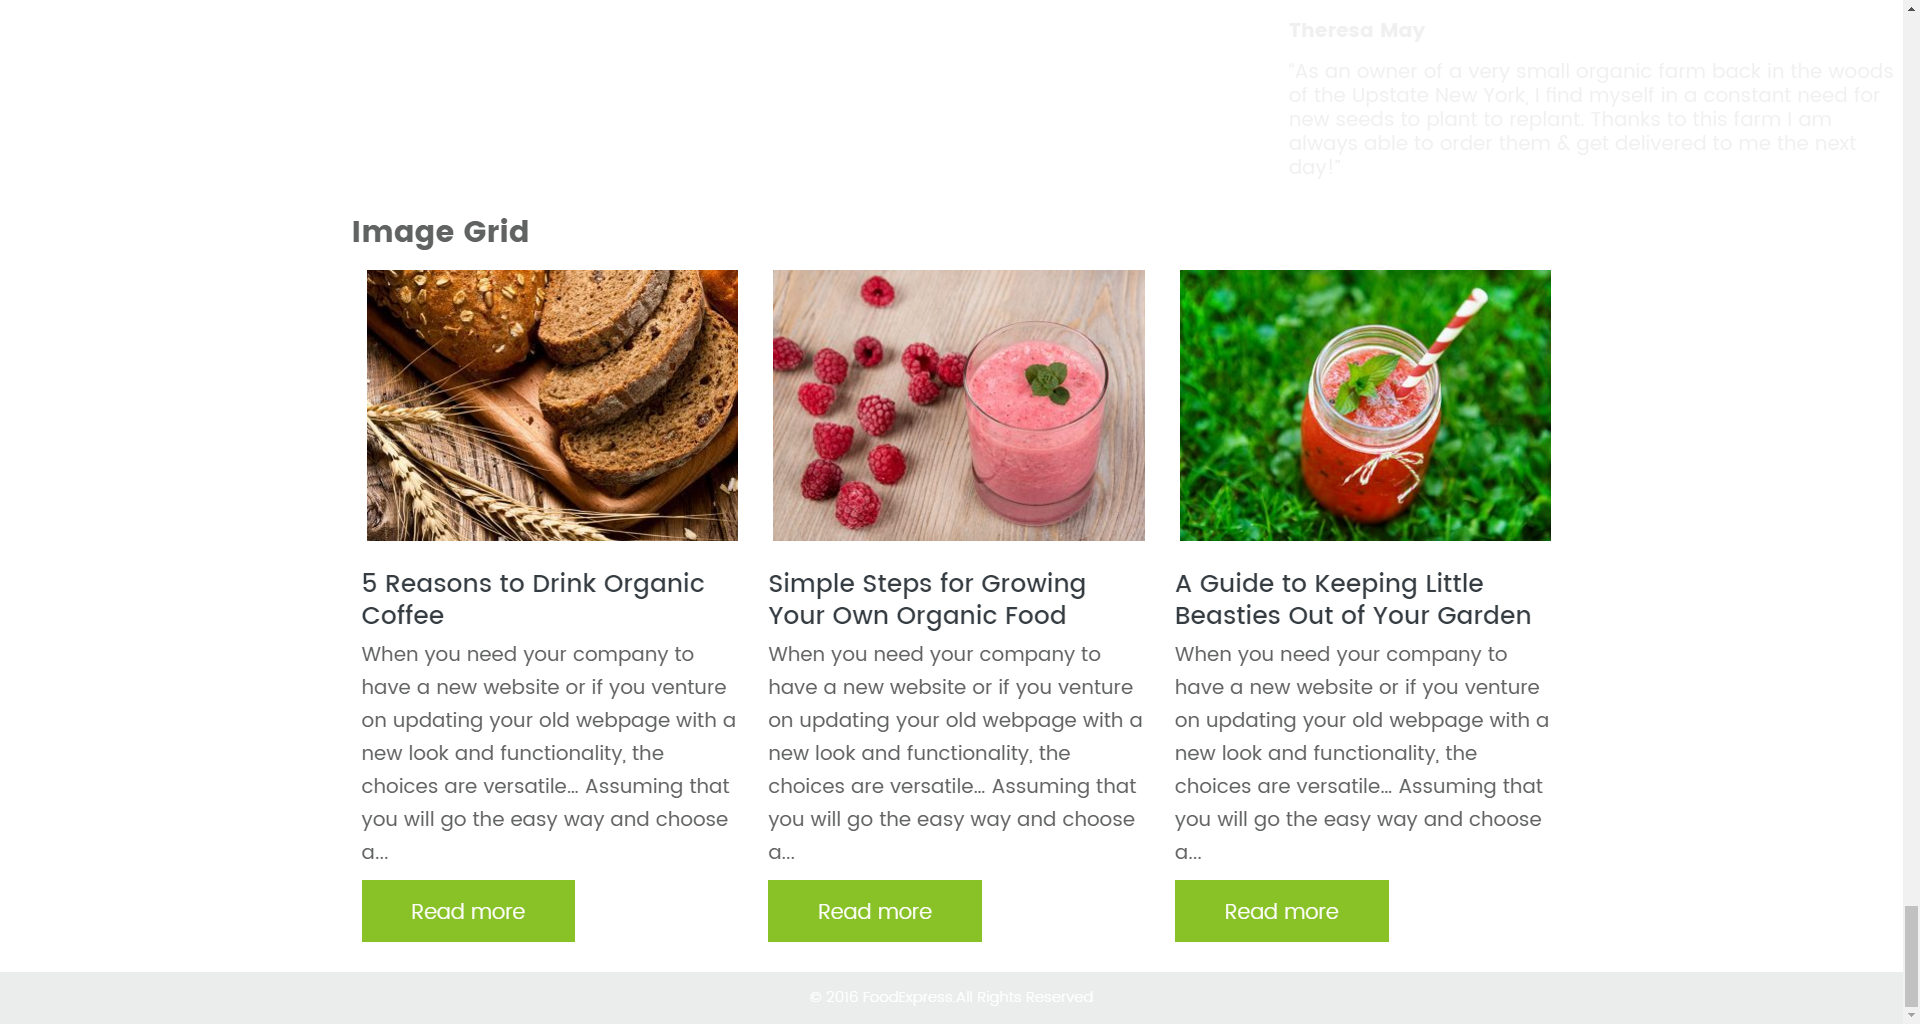 Theresa May
"As an owner of a very small organic farm back in the woods
of the Upstate New York, I find myself in a constant need for
new seeds to plant to replant. Thanks to this farm I am
always able to order them & get delivered to me the next
day!"
Image Grid
5 Reasons to Drink Organic
Coffee
When you need your company to
have a new website or if you venture
on updating your old webpage with a
new look and functionality, the
choices are versatile... Assuming that
you will go the easy way and choose
a...
Read more
Simple Steps for Growing
Your Own Organic Food
When you need your company to
have a new website or if you venture
on updating your old webpage with a
new look and functionality, the
choices are versatile... Assuming that
you will go the easy way and choose
a...
Read more
A Guide to Keeping Little
Beasties Out of Your Garden
When you need your company to
have a new website or if you venture
on updating your old webpage with a
new look and functionality, the
choices are versatile... Assuming that
you will go the easy way and choose
a...
Read more
© 2016 FoodExpress All Rights Reserved